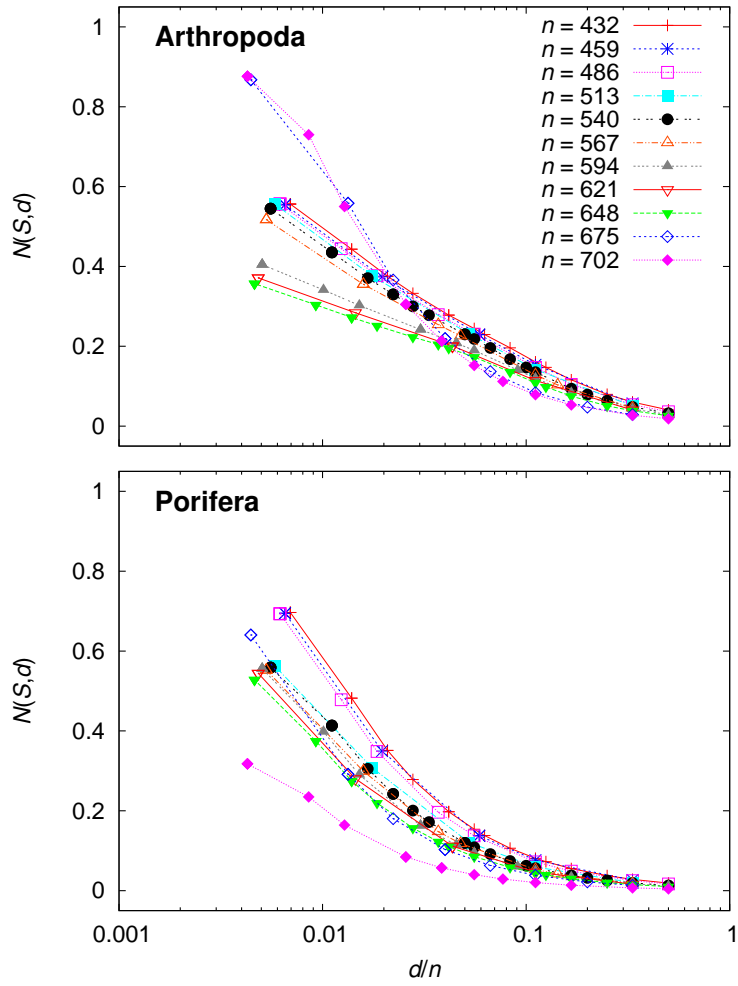 Arthropoda
n = 432
n = 459
n = 486
n = 513
n = 540
n = 567
n = 594
n = 621
n = 648
n = 675
n = 702
1
0.8
0.6
0.4
0.2
0
N(S,d)
Porifera
1
0.8
0.6
0.4
0.2
0
N(S,d)
0.001 0.01 0.1 1
d/n